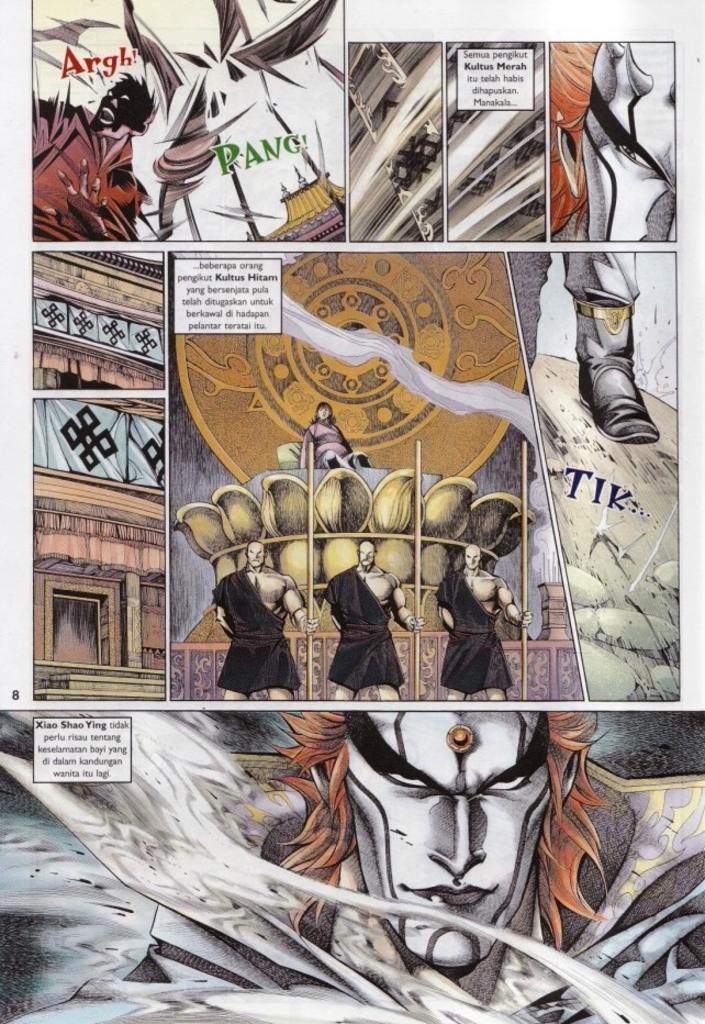 Argh!
PANG!
Semua pengikut
Kultus Merah
itu telah habis
dihapuskan.
Manakala...
...beberapa orang
pengikut Kultus Hitam
yang bersenjata pula
telah ditugaskan untuk
berkawal di hadapan
pelantar teratai itu.
TIK...
8
Xiao Shao Ying tidak
perlu risau tentang
keselamatan bayi yang
di dalam kandungan
wanita itu lagi.